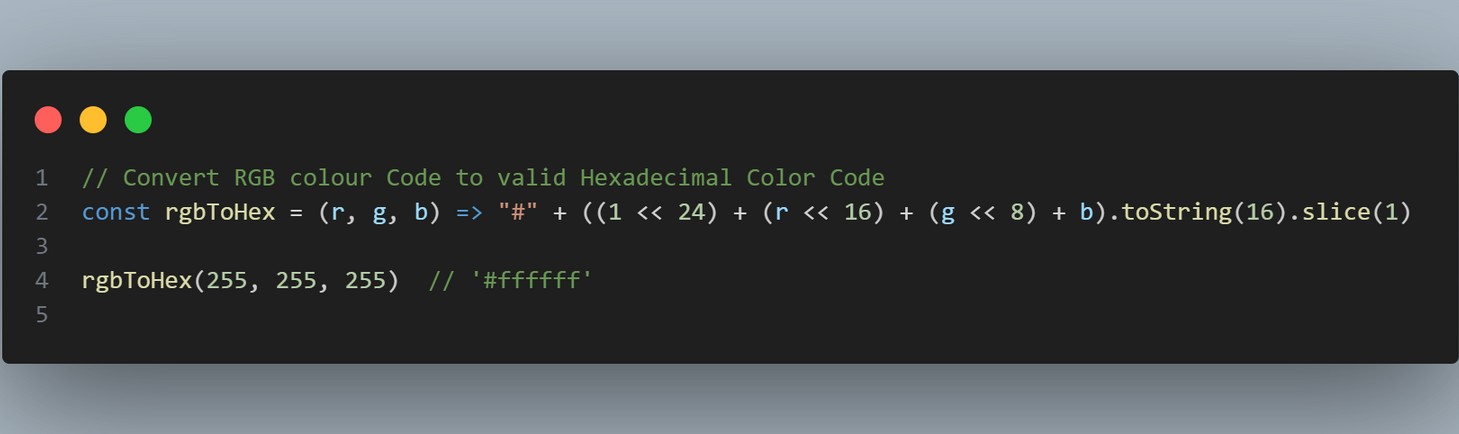 1 // Convert RGB colour Code to valid Hexadecimal Color Code
2 const rgbToHex = (r, g, b) => "#" + ((1 << 24) + (r << 16) + (g << 8) + b).toString(16).slice(1)
3
4 rgbToHex(255, 255, 255)  // '#ffffff'
5